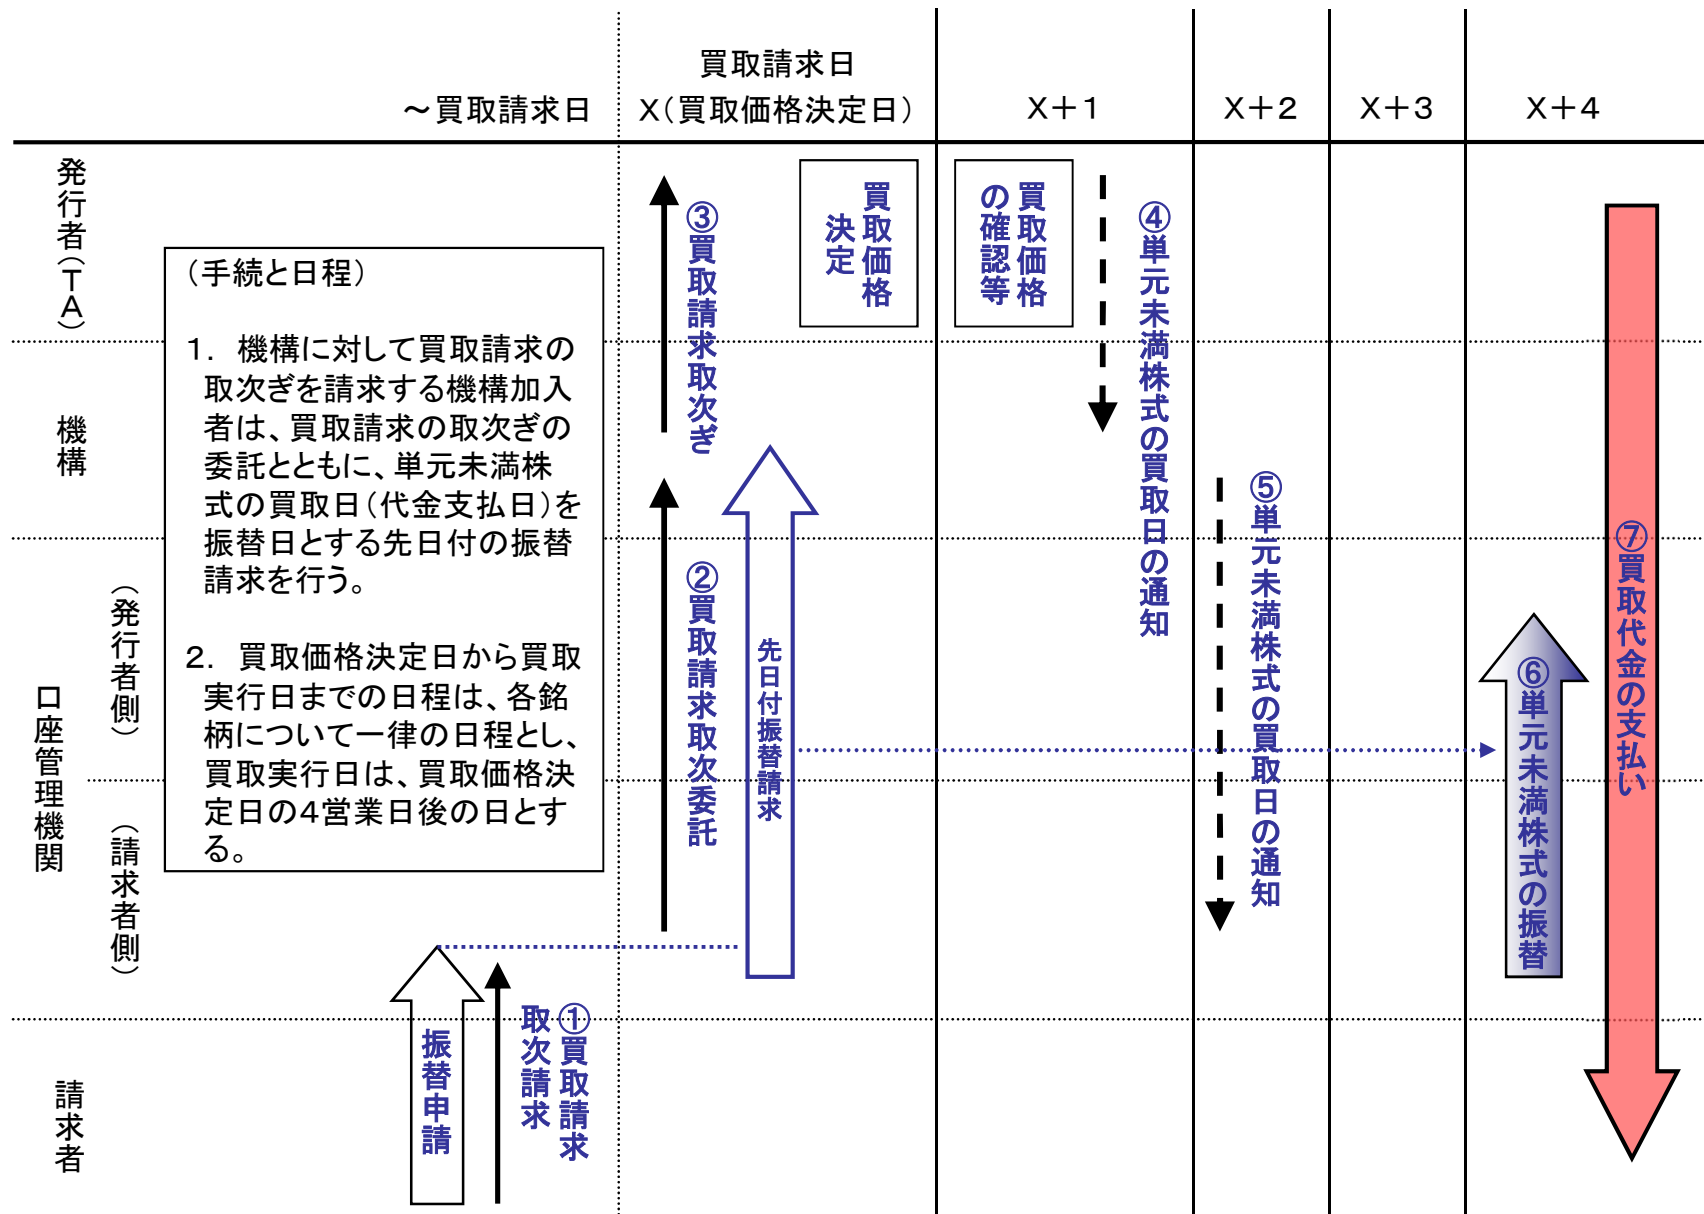 ～買取請求日
買取請求日
X（買取価格決定日）
X＋1
X＋2
X＋3
X＋4
発行者（TA）
機構
口座管理機関
（発行者側）
（請求者側）
請求者
（手続と日程）
1．機構に対して買取請求の
取次ぎを請求する機構加入
者は、買取請求の取次ぎの
委託とともに、単元未満株
式の買取日（代金支払日）を
振替日とする先日付の振替
請求を行う。
2．買取価格決定日から買取
実行日までの日程は、各銘
柄について一律の日程とし、
買取実行日は、買取価格決
定日の4営業日後の日とす
る。
振替申請
①買取請求
取次請求
②買取請求取次委託
③買取請求取次ぎ
先日付振替請求
買取価格
決定
買取価格
の確認等
④単元未満株式の買取日の通知
⑤単元未満株式の買取日の通知
⑥単元未満株式の振替
⑦買取代金の支払い